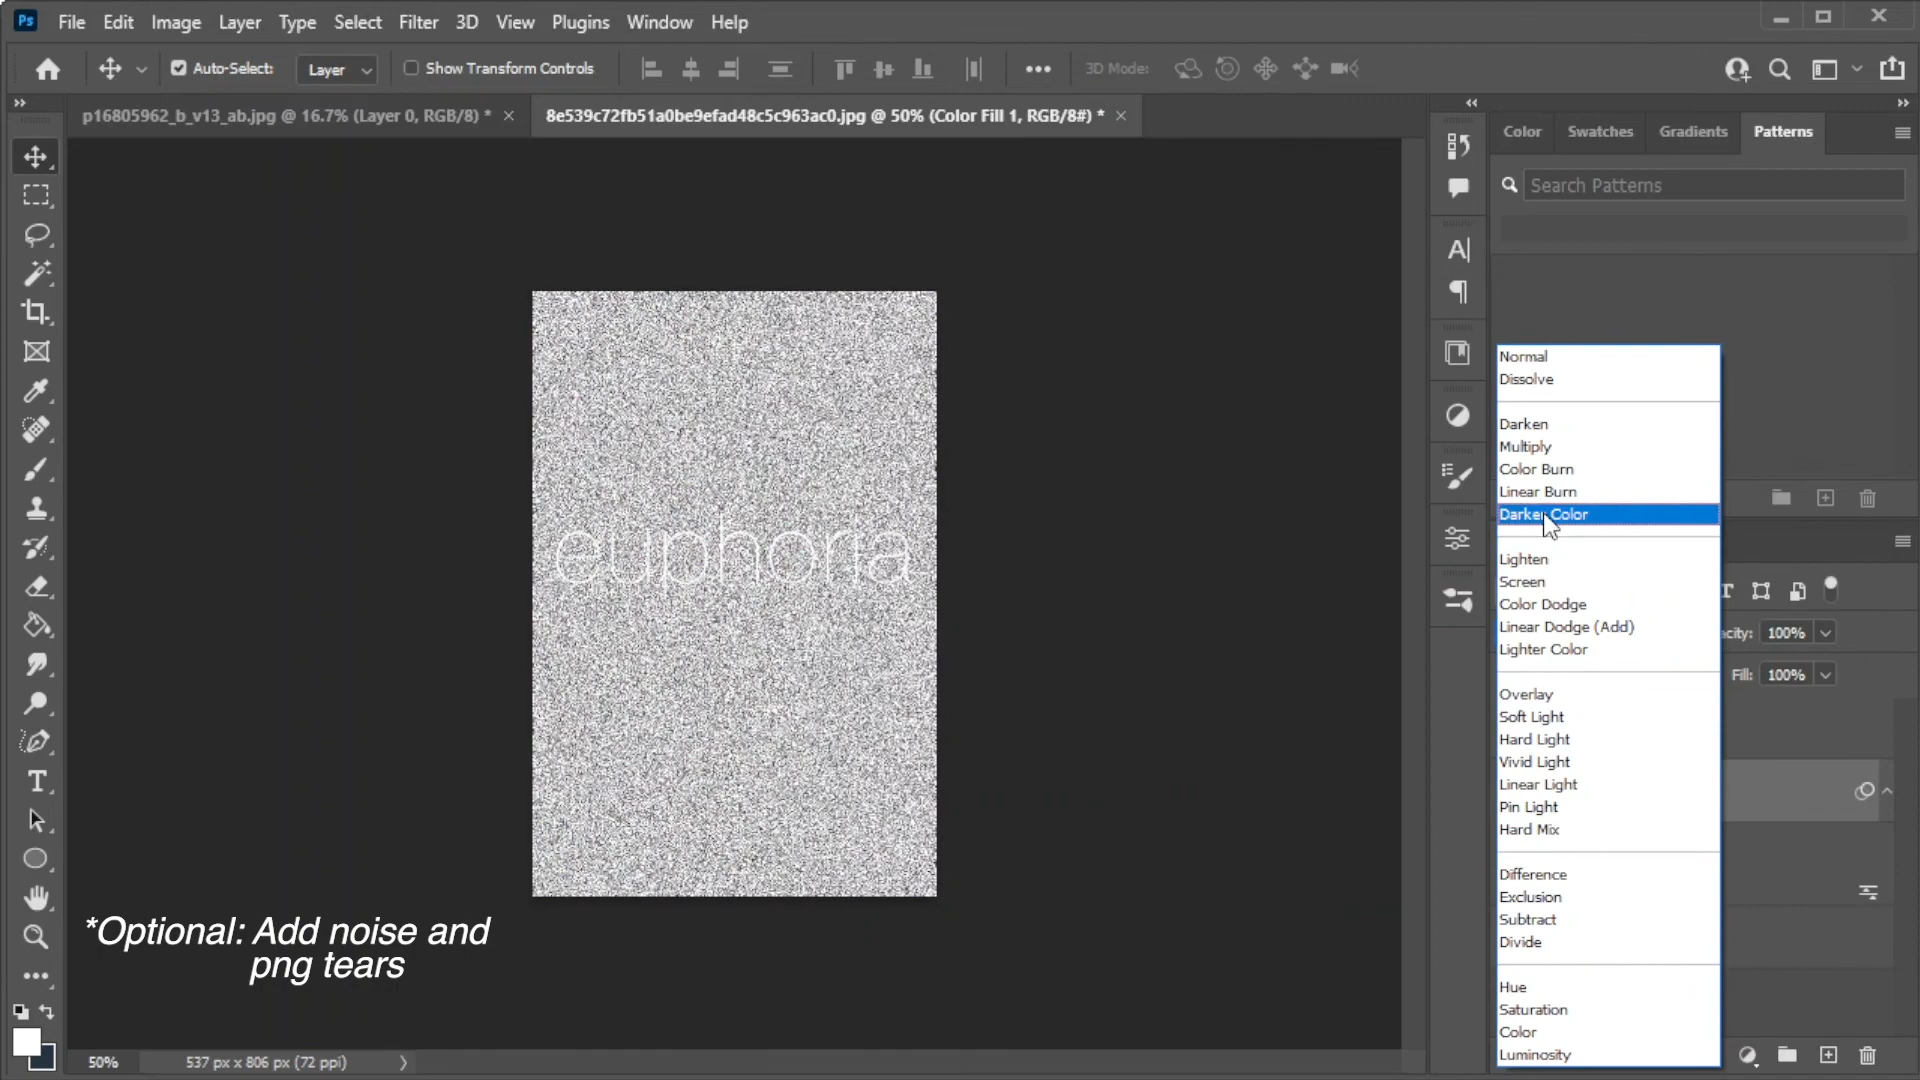 Ps File Edit Image Layer Type Select Filter 3D View Plugins Window Help
Auto-Select: Layer Show Transform Controls 3D Mode:
p16805962_b_v13_ab.jpg @ 16.7% (Layer 0, RGB/8) *
8e539c72fb51a0be9efad48c5c963ac0.jpg @ 50% (Color Fill 1, RGB/8#) *
Color Swatches Gradients Patterns
Search Patterns
Normal
Dissolve
Darken
Multiply
Color Burn
Linear Burn
Darker Color
Lighten
Screen
Color Dodge
Linear Dodge (Add)
Lighter Color
Overlay
Soft Light
Hard Light
Vivid Light
Linear Light
Pin Light
Hard Mix
Difference
Exclusion
Subtract
Divide
Hue
Saturation
Color
Luminosity
100%
Fill: 100%
euphoria
*Optional: Add noise and
png tears
50% 537 px x 806 px (72 ppi)